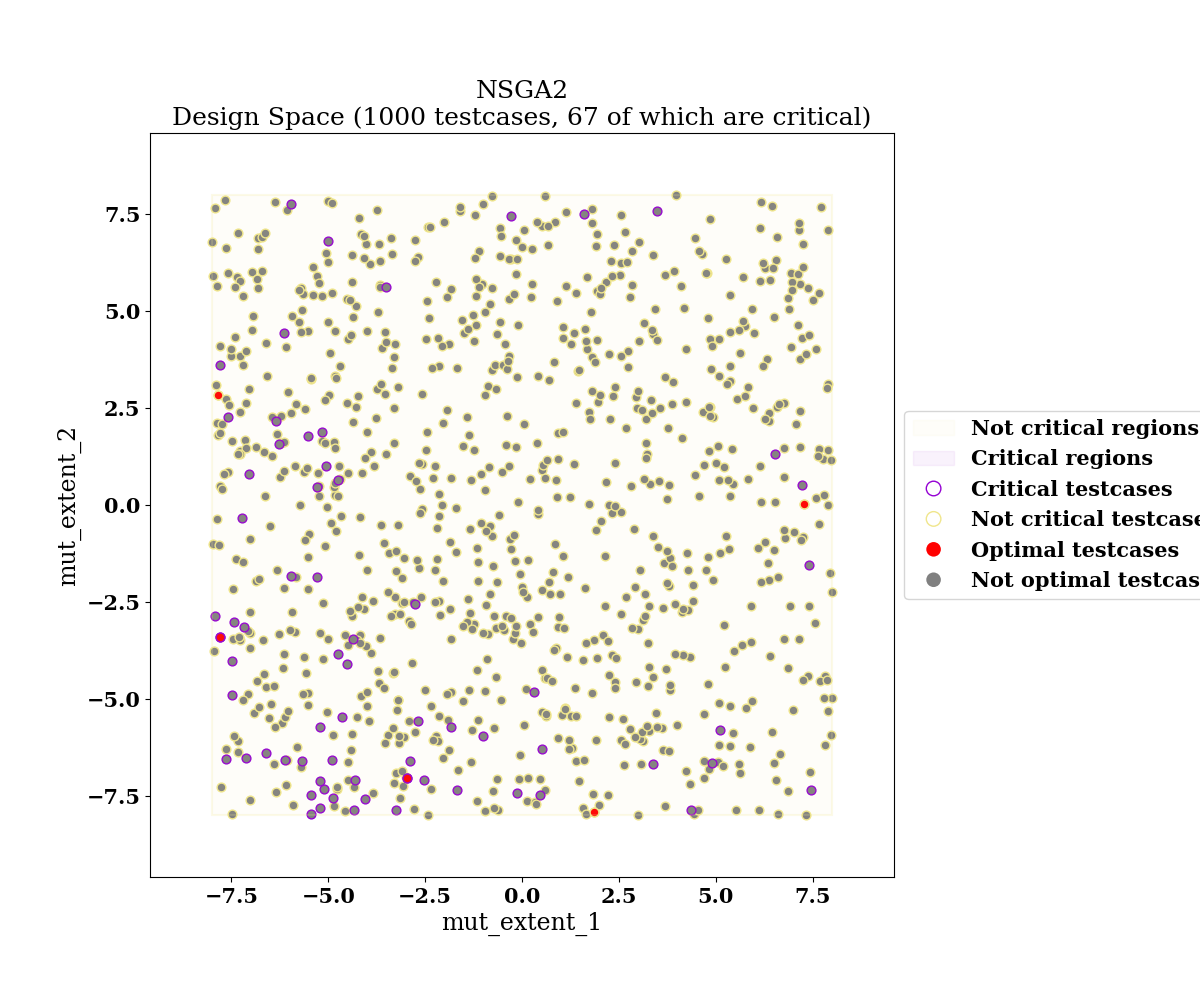 NSGA2
Design Space (1000 testcases, 67 of which are critical)
7.5
5.0
2.5
0.0
−2.5
−5.0
−7.5
mut_extent_2
−7.5 −5.0 −2.5 0.0 2.5 5.0 7.5
mut_extent_1
Not critical regions
Critical regions
Critical testcases
Not critical testcase
Optimal testcases
Not optimal testcas